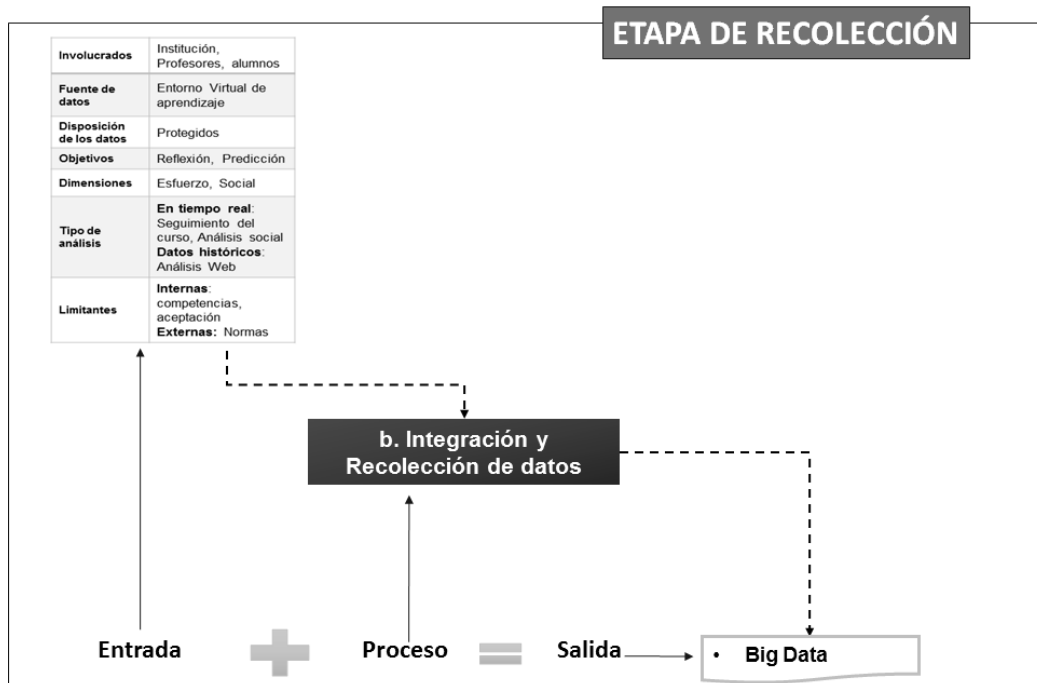 ETAPA DE RECOLECCIÓN
Involucrados
Institución,
Profesores, alumnos
Fuente de
datos
Entorno Virtual de
aprendizaje
Disposición
de los datos
Protegidos
Objetivos
Reflexión, Predicción
Dimensiones
Esfuerzo, Social
Tipo de
análisis
En tiempo real:
Seguimiento del
curso, Análisis social
Datos históricos:
Análisis Web
Limitantes
Internas:
competencias,
aceptación
Externas: Normas
b. Integración y
Recolección de datos
Entrada + Proceso = Salida
• Big Data